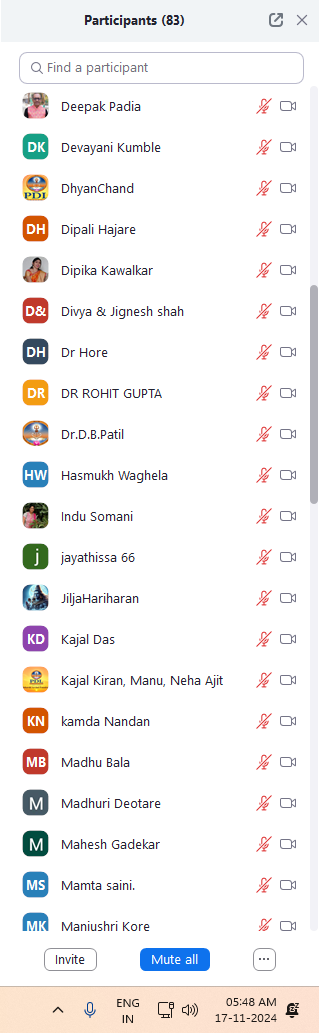 Participants (83)
Find a participant
Deepak Padia
DK Devayani Kumble
PDI DhyanChand
DH Dipali Hajare
Dipika Kawalkar
D& Divya & Jignesh shah
DH Dr Hore
DR DR ROHIT GUPTA
Dr.D.B.Patil
HW Hasmukh Waghela
Indu Somani
j jayathissa 66
JiljaHariharan
KD Kajal Das
PDI Kajal Kiran, Manu, Neha Ajit
KN kamda Nandan
MB Madhu Bala
M Madhuri Deotare
M Mahesh Gadekar
MS Mamta saini.
MK Manjushri Kore
Invite Mute all ...
ENG 05:48 AM
IN 17-11-2024